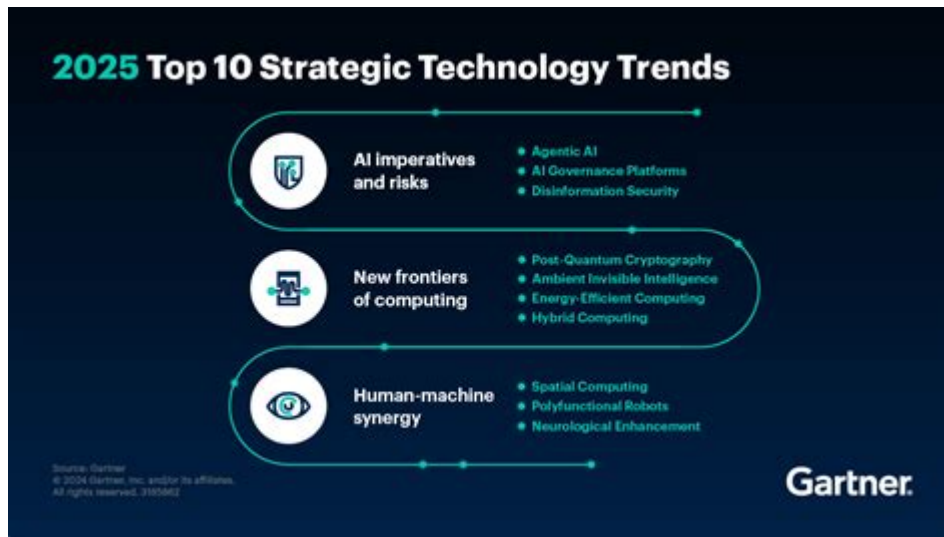 2025 Top 10 Strategic Technology Trends
AI imperatives
and risks
Agentic AI
AI Governance Platforms
Disinformation Security
New frontiers
of computing
Post-Quantum Cryptography
Ambient Invisible Intelligence
Energy-Efficient Computing
Hybrid Computing
Human-machine
synergy
Spatial Computing
Polyfunctional Robots
Neurological Enhancement
Source: Gartner
© 2024 Gartner, Inc. and/or its affiliates.
All rights reserved.
Gartner.